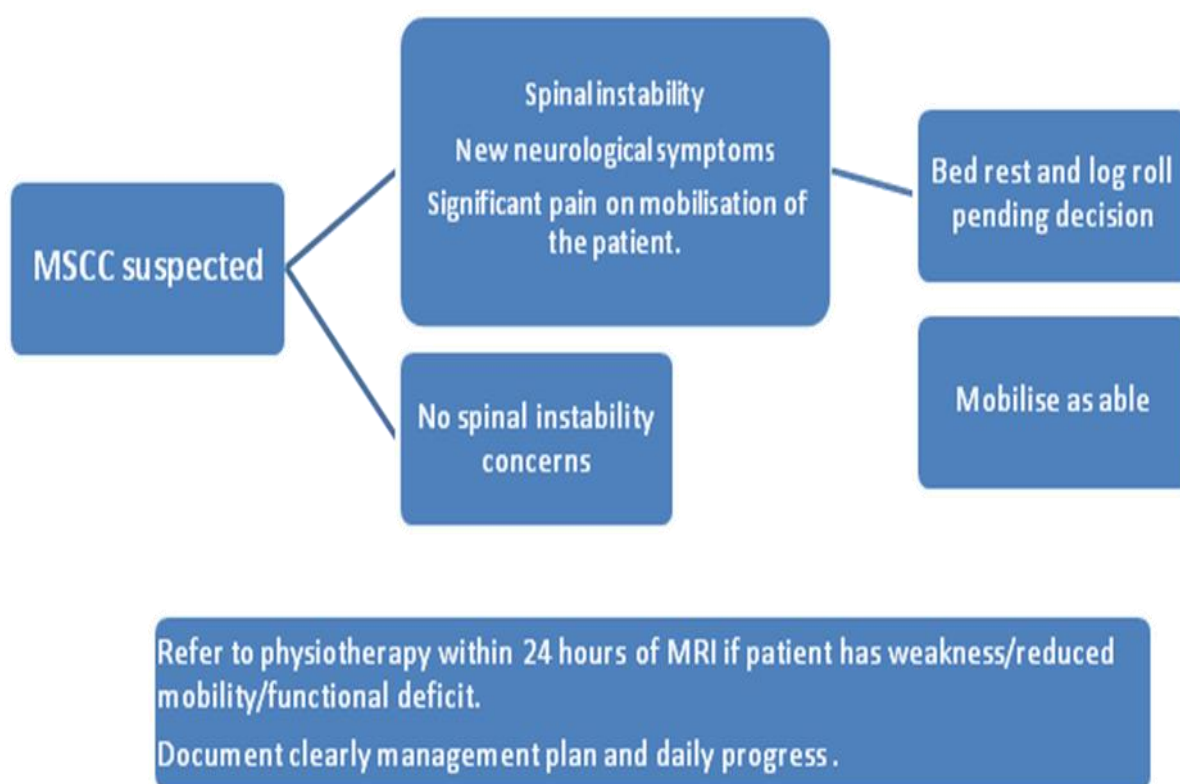 MSCC suspected
Spinal instability
New neurological symptoms
Significant pain on mobilisation of
the patient.
Bed rest and log roll
pending decision
No spinal instability
concerns
Mobilise as able
Refer to physiotherapy within 24 hours of MRI if patient has weakness/reduced
mobility/functional deficit.
Document clearly management plan and daily progress .